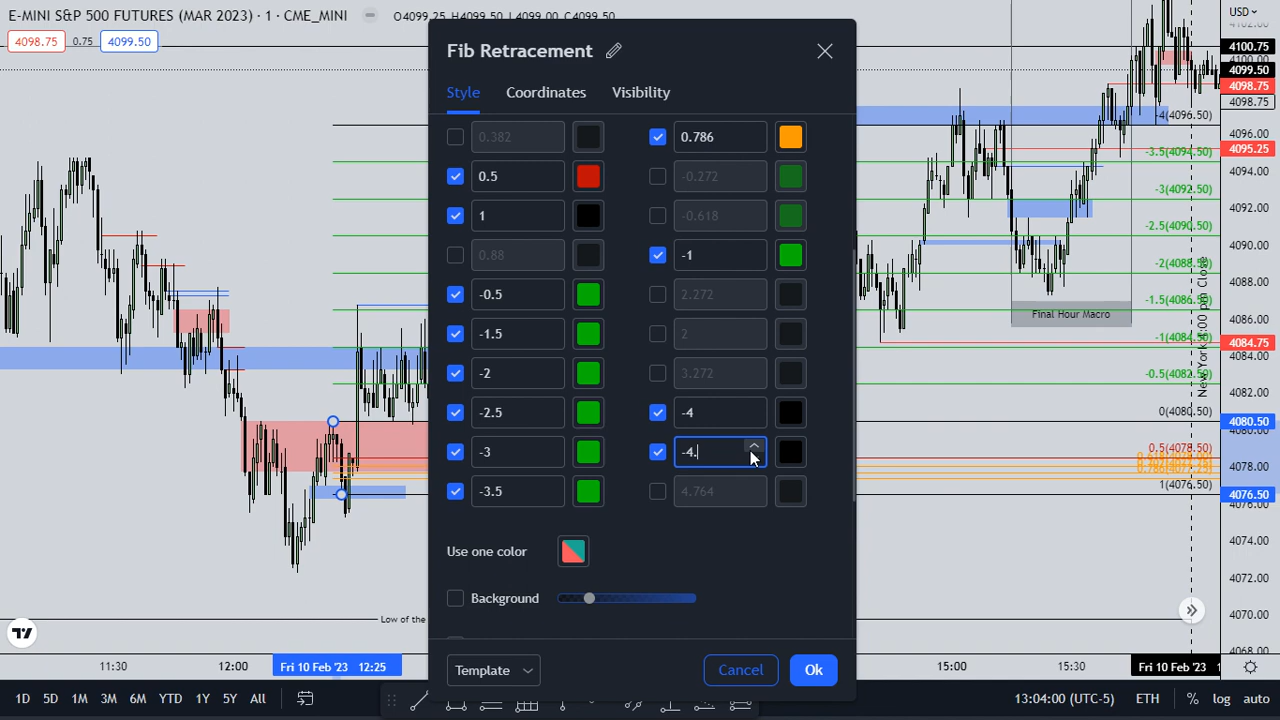 E-MINI S&P 500 FUTURES (MAR 2023) · 1 · CME_MINI
O4099.25 H4099.50 L4099.00 C4099.50
USD
4098.75 0.75 4099.50
Fib Retracement
Style Coordinates Visibility
0.382 0.786
0.5 -0.272
1 -0.618
0.88 -1
-0.5 2.272
-1.5 2
-2 3.272
-2.5 -4
-3 -4.
-3.5 4.764
Use one color
Background
Template
Cancel
Ok
Low of the
Final Hour Macro
-4(4096.50)
-3.5(4094.50)
-3(4092.50)
-2.5(4090.50)
-2(4088.50)
-1.5(4086.50)
-1(4084.50)
-0.5(4082.50)
0(4080.50)
0.5(4078.50)
0.786(4077.25)
1(4076.50)
4102.00
4100.75
4100.00
4099.50
4098.75
4098.75
4096.00
4095.25
4094.00
4092.00
4090.00
4088.00
4086.00
4084.75
4084.00
4082.00
4080.50
4078.00
4076.50
4074.00
4072.00
4070.00
4068.00
11:30 12:00 Fri 10 Feb '23 12:25 15:00 15:30 Fri 10 Feb '23 1
1D 5D 1M 3M 6M YTD 1Y 5Y All
13:04:00 (UTC-5) ETH % log auto